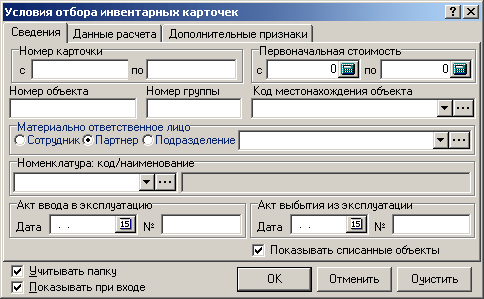 Условия отбора инвентарных карточек
Сведения Данные расчета Дополнительные признаки
Номер карточки Первоначальная стоимость
с по с 0 по 0
Номер объекта Номер группы Код местонахождения объекта
Материально ответственное лицо
Сотрудник Партнер Подразделение
Номенклатура: код/наименование
Акт ввода в эксплуатацию Акт выбытия из эксплуатации
Дата . . 15 № Дата . . 15 №
Показывать списанные объекты
Учитывать папку
Показывать при входе
OK Отменить Очистить